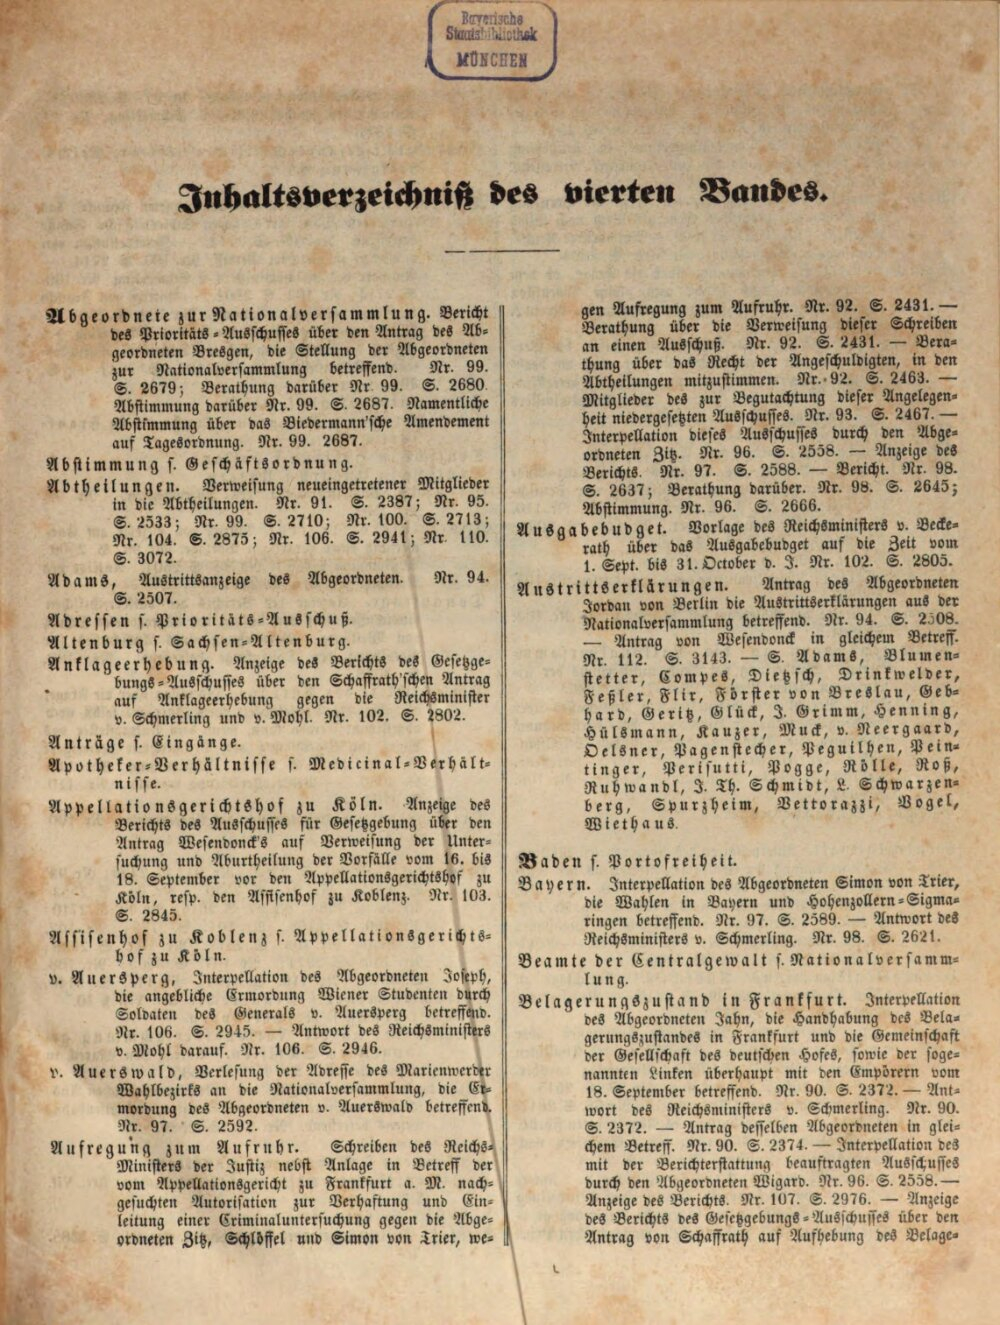 Bayerische
Staatsbibliothek
MÜNCHEN
Inhaltsverzeichniß des vierten Bandes.
Abgeordnete zur Nationalversammlung. Bericht
des Prioritäts-Ausschusses über den Antrag des Ab-
geordneten Bresgen, die Stellung der Abgeordneten
zur Nationalversammlung betreffend. Nr. 99.
S. 2679; Berathung darüber Nr. 99. S. 2680.
Abstimmung darüber Nr. 99. S. 2687. Namentliche
Abstimmung über das Biedermann'sche Amendement
auf Tagesordnung. Nr. 99. 2687.
Abstimmung s. Geschäftsordnung.
Abtheilungen. Verweisung neueingetretener Mitglieder
in die Abtheilungen. Nr. 91. S. 2387; Nr. 95.
S. 2533; Nr. 99. S. 2710; Nr. 100. S. 2713;
Nr. 104. S. 2875; Nr. 106. S. 2941; Nr. 110.
S. 3072.
Adams, Austrittsanzeige des Abgeordneten. Nr. 94.
S. 2507.
Adressen s. Prioritäts-Ausschuß.
Altenburg s. Sachsen-Altenburg.
Anklageerhebung. Anzeige des Berichts des Gesetzge-
bungs-Ausschusses über den Schaffrath'schen Antrag
auf Anklageerhebung gegen die Reichsminister
v. Schmerling und v. Mohl. Nr. 102. S. 2802.
Anträge s. Eingänge.
Apotheker-Verhältnisse s. Medicinal-Verhält-
nisse.
Appellationsgerichtshof zu Köln. Anzeige des
Berichts des Ausschusses für Gesetzgebung über den
Antrag Wesendonck's auf Verweisung der Unter-
suchung und Aburtheilung der Vorfälle vom 16. bis
18. September vor den Appellationsgerichtshof zu
Köln, resp. den Assisenhof zu Koblenz. Nr. 103.
S. 2845.
Assisenhof zu Koblenz s. Appellationsgerichts-
hof zu Köln.
v. Auersperg, Interpellation des Abgeordneten Joseph,
die angebliche Ermordung Wiener Studenten durch
Soldaten des Generals v. Auersperg betreffend.
Nr. 106. S. 2945. — Antwort des Reichsministers
v. Mohl darauf. Nr. 106. S. 2946.
v. Auerswald, Verlesung der Adresse des Marienwerder
Wahlbezirks an die Nationalversammlung, die Er-
mordung des Abgeordneten v. Auerswald betreffend.
Nr. 97. S. 2592.
Aufregung zum Aufruhr. Schreiben des Reichs-
Ministers der Justiz nebst Anlage in Betreff der
vom Appellationsgericht zu Frankfurt a. M. nach-
gesuchten Autorisation zur Verhaftung und Ein-
leitung einer Criminaluntersuchung gegen die Abge-
ordneten Zitz, Schlöffel und Simon von Trier, we-
gen Aufregung zum Aufruhr. Nr. 92. S. 2431. —
Berathung über die Verweisung dieser Schreiben
an einen Ausschuß. Nr. 92. S. 2431. — Bera-
thung über das Recht der Angeschuldigten, in den
Abtheilungen mitzustimmen. Nr. 92. S. 2463. —
Mitglieder des zur Begutachtung dieser Angelegen-
heit niedergesetzten Ausschusses. Nr. 93. S. 2467. —
Interpellation dieses Ausschusses durch den Abge-
ordneten Zitz. Nr. 96. S. 2558. — Anzeige des
Berichts. Nr. 97. S. 2588. — Bericht. Nr. 98.
S. 2637; Berathung darüber. Nr. 98. S. 2645;
Abstimmung. Nr. 96. S. 2666.
Ausgabebudget. Vorlage des Reichsministers v. Becke-
rath über das Ausgabebudget auf die Zeit vom
1. Sept. bis 31. October d. J. Nr. 102. S. 2805.
Austrittserklärungen. Antrag des Abgeordneten
Jordan von Berlin die Austrittserklärungen aus der
Nationalversammlung betreffend. Nr. 94. S. 2508.
— Antrag von Wesendonck in gleichem Betreff.
Nr. 112. S. 3143. — S. Adams, Blumen-
stetter, Compes, Dietzsch, Drinkwelder,
Feßler, Flir, Förster von Breslau, Geb-
hard, Geritz, Glück, J. Grimm, Henning,
Hülsmann, Kauzer, Muck, v. Neergaard,
Oelsner, Pagenstecher, Peguilhen, Pein-
tinger, Perisutti, Pogge, Rölle, Roß,
Ruhwandl, J. Th. Schmidt, L. Schwarzen-
berg, Spurzheim, Vettorazzi, Vogel,
Wiethaus.
Baden s. Portofreiheit.
Bayern. Interpellation des Abgeordneten Simon von Trier,
die Wahlen in Bayern und Hohenzollern-Sigma-
ringen betreffend. Nr. 97. S. 2589. — Antwort des
Reichsministers v. Schmerling. Nr. 98. S. 2621.
Beamte der Centralgewalt s. Nationalversamm-
lung.
Belagerungszustand in Frankfurt. Interpellation
des Abgeordneten Jahn, die Handhabung des Bela-
gerungszustandes in Frankfurt und die Gemeinschaft
der Gesellschaft des deutschen Hofes, sowie der soge-
nannten Linken überhaupt mit den Empörern vom
18. September betreffend. Nr. 90. S. 2372. — Ant-
wort des Reichsministers v. Schmerling. Nr. 90.
S. 2372. — Antrag desselben Abgeordneten in glei-
chem Betreff. Nr. 90. S. 2374. — Interpellation des
mit der Berichterstattung beauftragten Ausschusses
durch den Abgeordneten Wigard. Nr. 96. S. 2558. —
Anzeige des Berichts. Nr. 107. S. 2976. — Anzeige
des Berichts des Gesetzgebungs-Ausschusses über den
Antrag von Schaffrath auf Aufhebung des Belage-